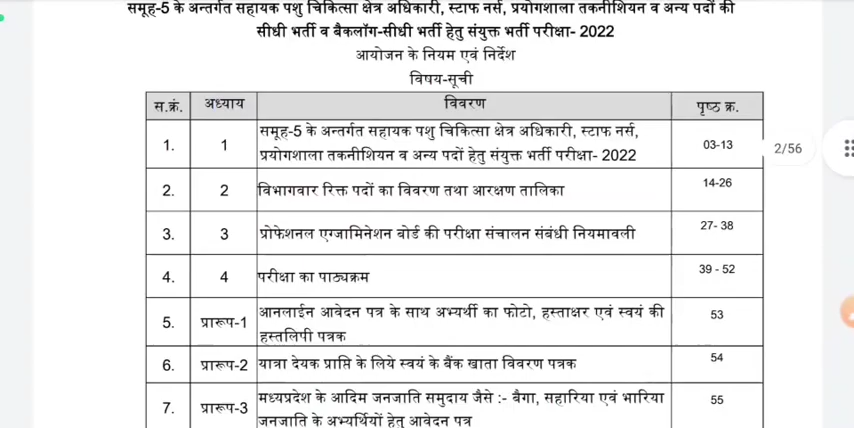 समूह-5 के अन्तर्गत सहायक पशु चिकित्सा क्षेत्र अधिकारी, स्टाफ नर्स, प्रयोगशाला तकनीशियन व अन्य पदों की
सीधी भर्ती व बैकलॉग-सीधी भर्ती हेतु संयुक्त भर्ती परीक्षा- 2022
आयोजन के नियम एवं निर्देश
विषय-सूची
स.क्रं. अध्याय विवरण पृष्ठ क्र.
1. 1 समूह-5 के अन्तर्गत सहायक पशु चिकित्सा क्षेत्र अधिकारी, स्टाफ नर्स, 03-13
प्रयोगशाला तकनीशियन व अन्य पदों हेतु संयुक्त भर्ती परीक्षा- 2022
2/56
2. 2 विभागवार रिक्त पदों का विवरण तथा आरक्षण तालिका 14-26
3. 3 प्रोफेशनल एग्जामिनेशन बोर्ड की परीक्षा संचालन संबंधी नियमावली 27- 38
4. 4 परीक्षा का पाठ्यक्रम 39 - 52
5. प्रारूप-1 आनलाईन आवेदन पत्र के साथ अभ्यर्थी का फोटो, हस्ताक्षर एवं स्वयं की 53
हस्तलिपी पत्रक
6. प्रारूप-2 यात्रा देयक प्राप्ति के लिये स्वयं के बैंक खाता विवरण पत्रक 54
7. प्रारूप-3 मध्यप्रदेश के आदिम जनजाति समुदाय जैसे :- बैगा, सहारिया एवं भारिया 55
जनजाति के अभ्यर्थियों हेतु आवेदन पत्र